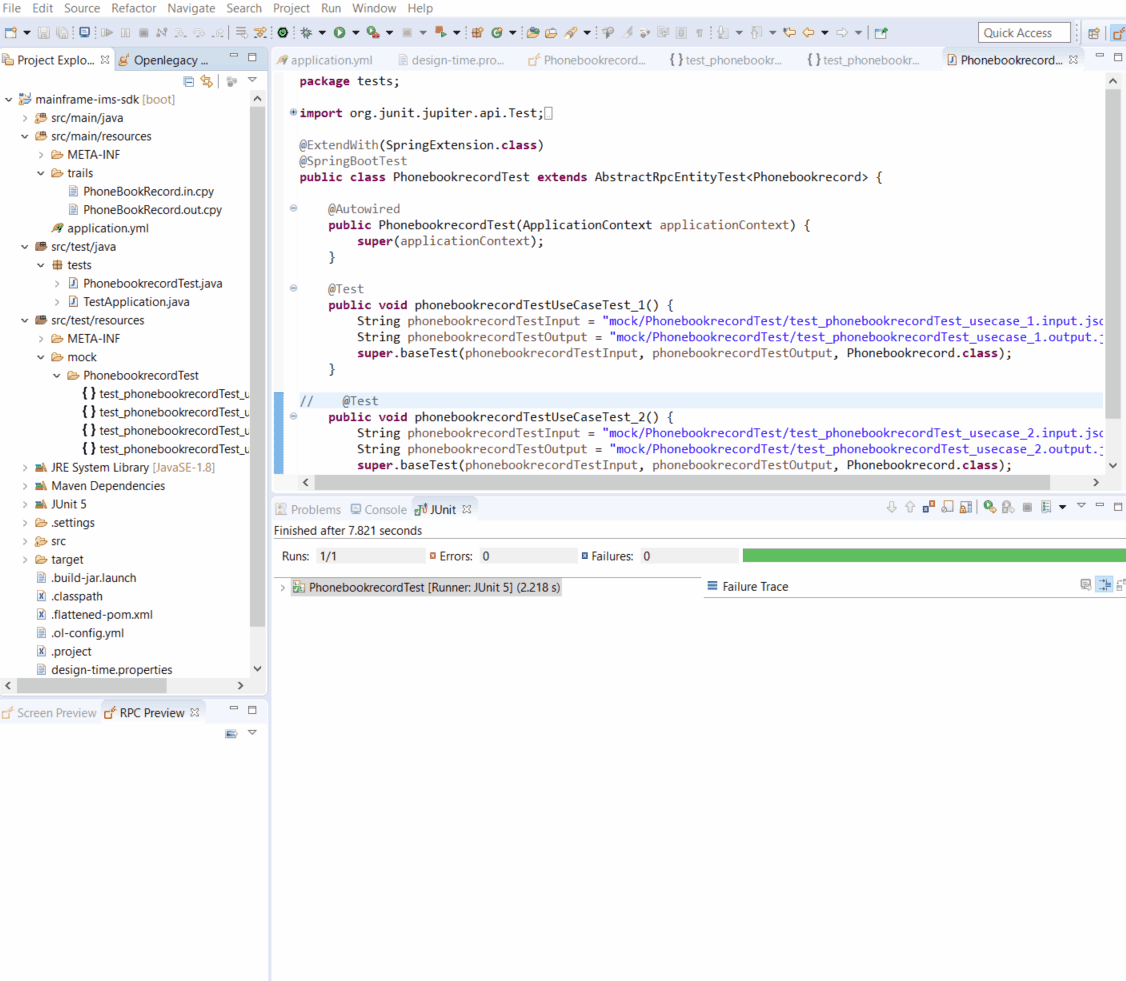 File Edit Source Refactor Navigate Search Project Run Window Help
Quick Access
Project Explo...
Openlegacy ...
mainframe-ims-sdk [boot]
src/main/java
src/main/resources
META-INF
trails
PhoneBookRecord.in.cpy
PhoneBookRecord.out.cpy
application.yml
src/test/java
tests
PhonebookrecordTest.java
TestApplication.java
src/test/resources
META-INF
mock
PhonebookrecordTest
{ } test_phonebookrecordTest_u
{ } test_phonebookrecordTest_u
{ } test_phonebookrecordTest_u
{ } test_phonebookrecordTest_u
JRE System Library [JavaSE-1.8]
Maven Dependencies
JUnit 5
.settings
src
target
.build-jar.launch
.classpath
.flattened-pom.xml
.ol-config.yml
.project
design-time.properties
Screen Preview
RPC Preview
application.yml
design-time.pro...
Phonebookrecord...
{ } test_phonebookr...
{ } test_phonebookr...
Phonebookrecord...
package tests;
import org.junit.jupiter.api.Test;
@ExtendWith(SpringExtension.class)
@SpringBootTest
public class PhonebookrecordTest extends AbstractRpcEntityTest<Phonebookrecord> {
@Autowired
public PhonebookrecordTest(ApplicationContext applicationContext) {
super(applicationContext);
}
@Test
public void phonebookrecordTestUseCaseTest_1() {
String phonebookrecordTestInput = "mock/PhonebookrecordTest/test_phonebookrecordTest_usecase_1.input.jso
String phonebookrecordTestOutput = "mock/PhonebookrecordTest/test_phonebookrecordTest_usecase_1.output.j
super.baseTest(phonebookrecordTestInput, phonebookrecordTestOutput, Phonebookrecord.class);
}
// @Test
public void phonebookrecordTestUseCaseTest_2() {
String phonebookrecordTestInput = "mock/PhonebookrecordTest/test_phonebookrecordTest_usecase_2.input.jso
String phonebookrecordTestOutput = "mock/PhonebookrecordTest/test_phonebookrecordTest_usecase_2.output.j
super.baseTest(phonebookrecordTestInput, phonebookrecordTestOutput, Phonebookrecord.class);
Problems
Console
JUnit
Finished after 7.821 seconds
Runs: 1/1 Errors: 0 Failures: 0
PhonebookrecordTest [Runner: JUnit 5] (2.218 s)
Failure Trace